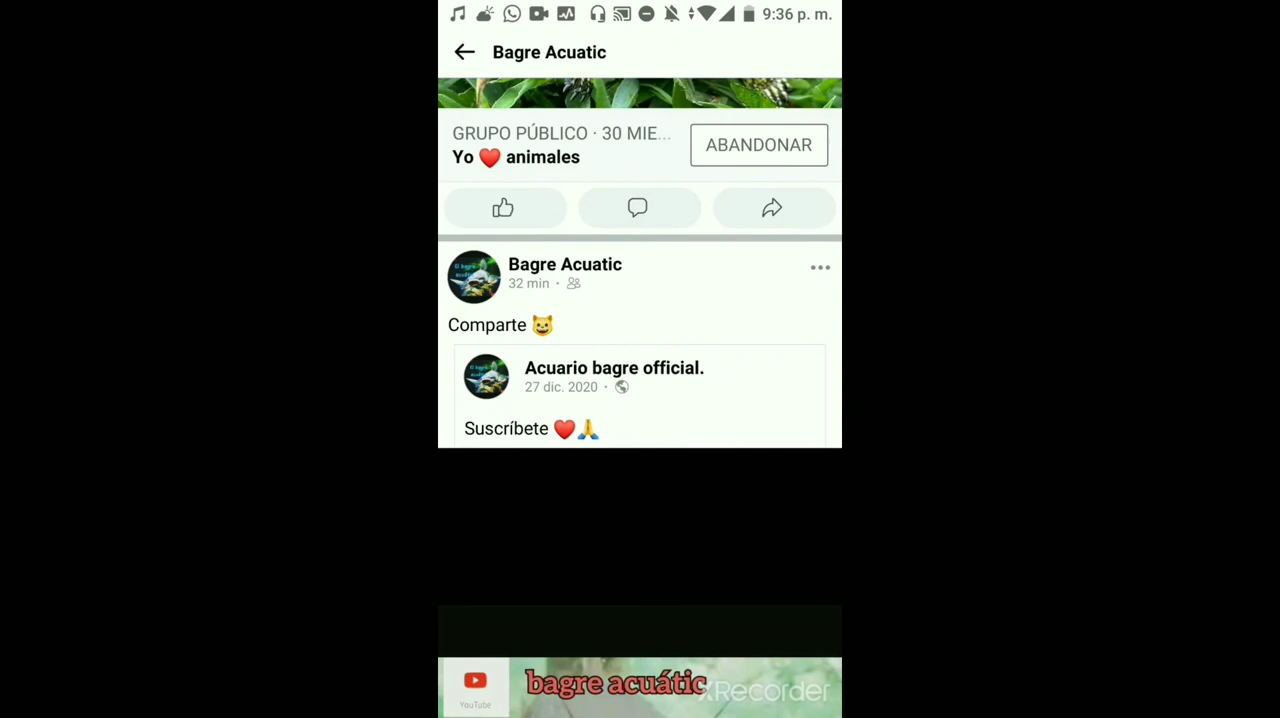 9:36 p. m.
Bagre Acuatic
GRUPO PÚBLICO · 30 MIE...
Yo ❤️ animales
ABANDONAR
Bagre Acuatic
32 min ·
Comparte 😺
Acuario bagre official.
27 dic. 2020 ·
Suscríbete ❤️🙏
YouTube
bagre acuátic
XRecorder